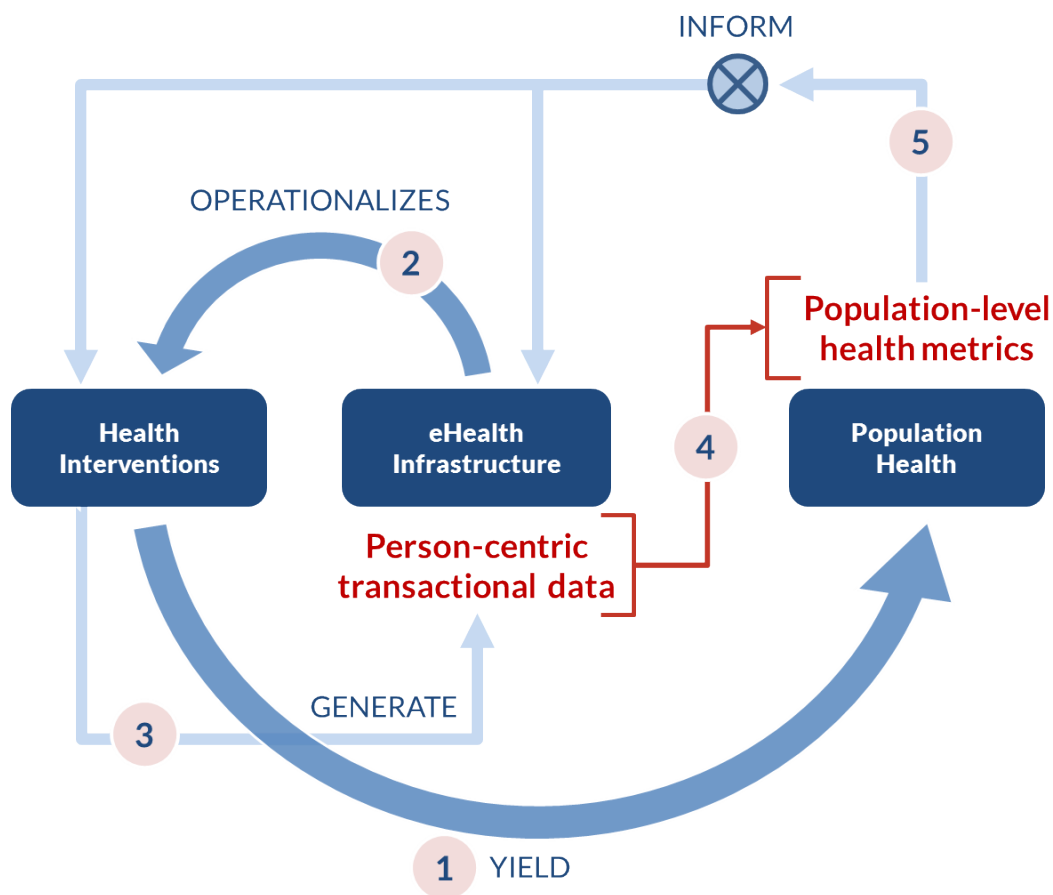 INFORM
5
OPERATIONALIZES
2
Population-level
health metrics
Health
Interventions
eHealth
Infrastructure
4
Population
Health
Person-centric
transactional data
GENERATE
3
1
YIELD